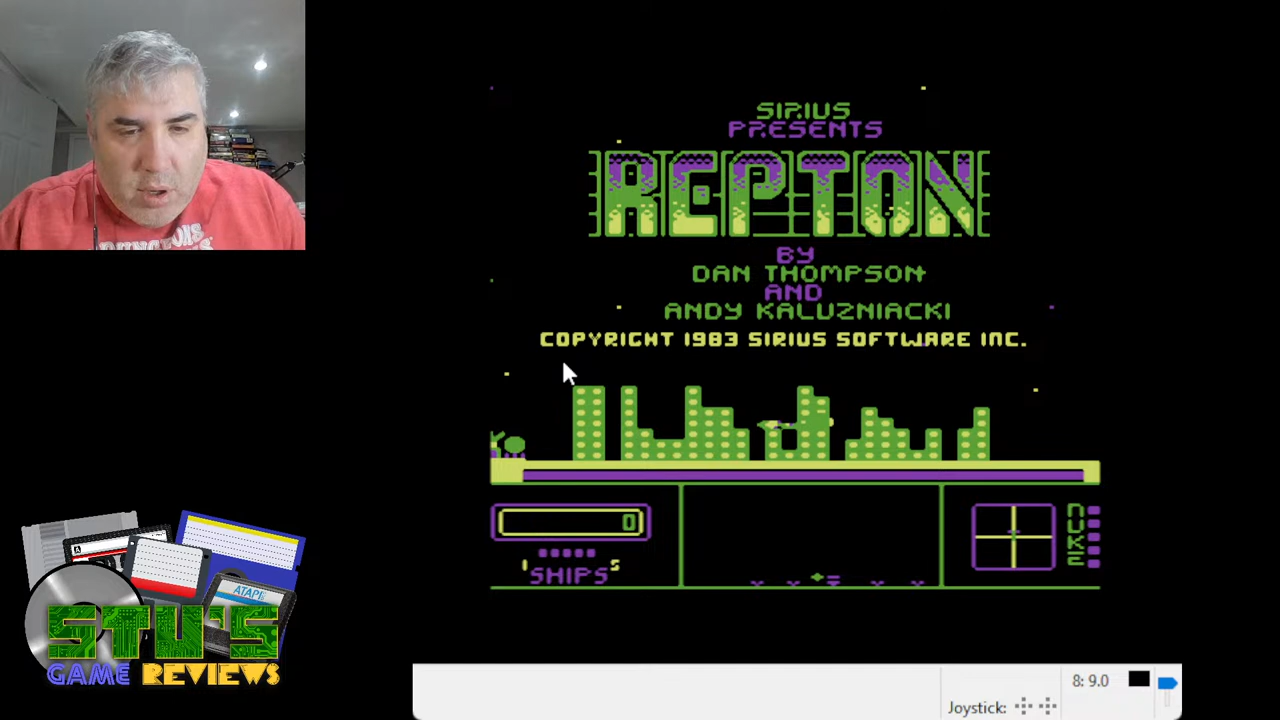 SIRIUS
PRESENTS
REPTON
BY
DAN THOMPSON
AND
ANDY KALUZNIACKI
COPYRIGHT 1983 SIRIUS SOFTWARE INC.
0
'SHIPS'
NUKE
ATARI
STU'S
GAME REVIEWS
8: 9.0
Joystick: